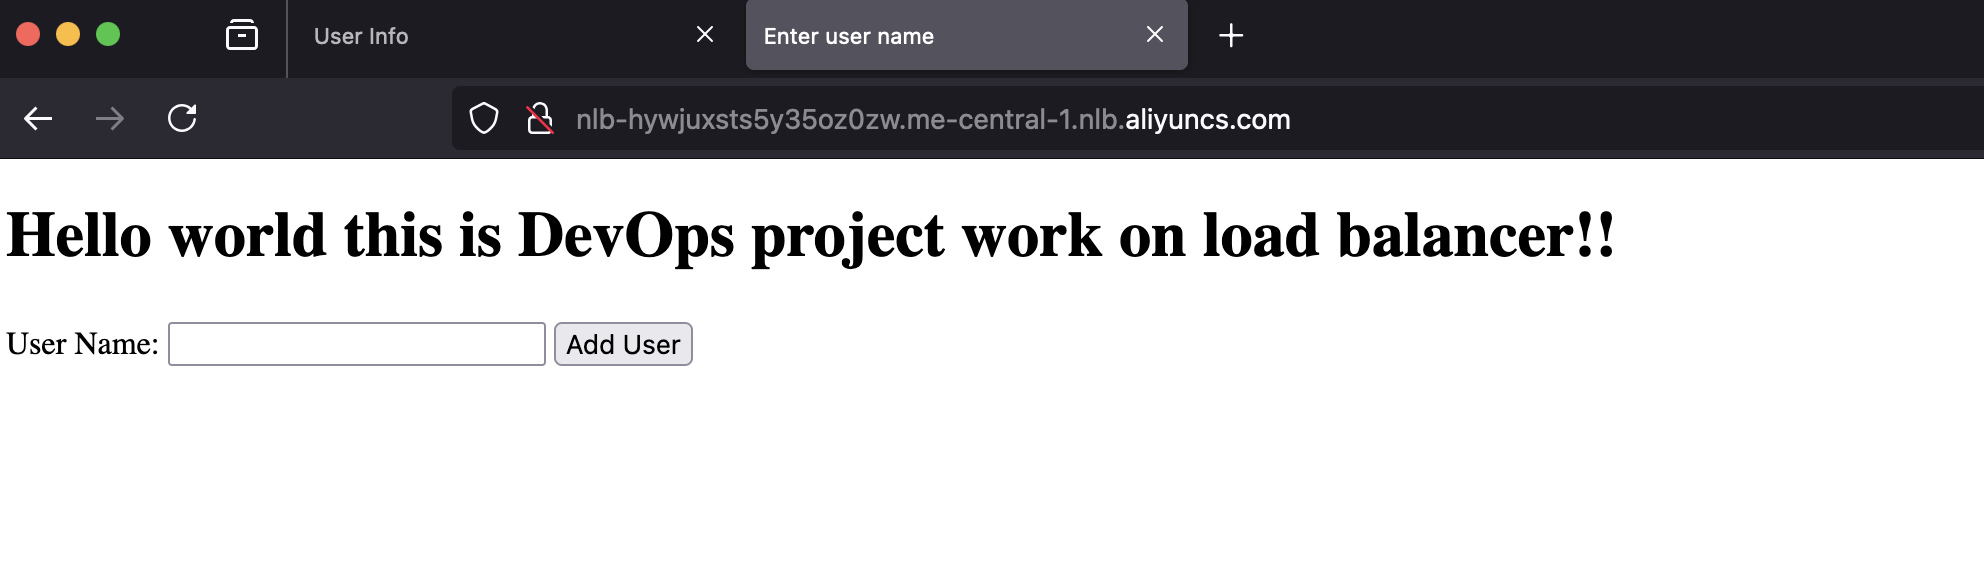 User Info
Enter user name
nlb-hywjuxsts5y35oz0zw.me-central-1.nlb.aliyuncs.com
Hello world this is DevOps project work on load balancer!!
User Name: Add User